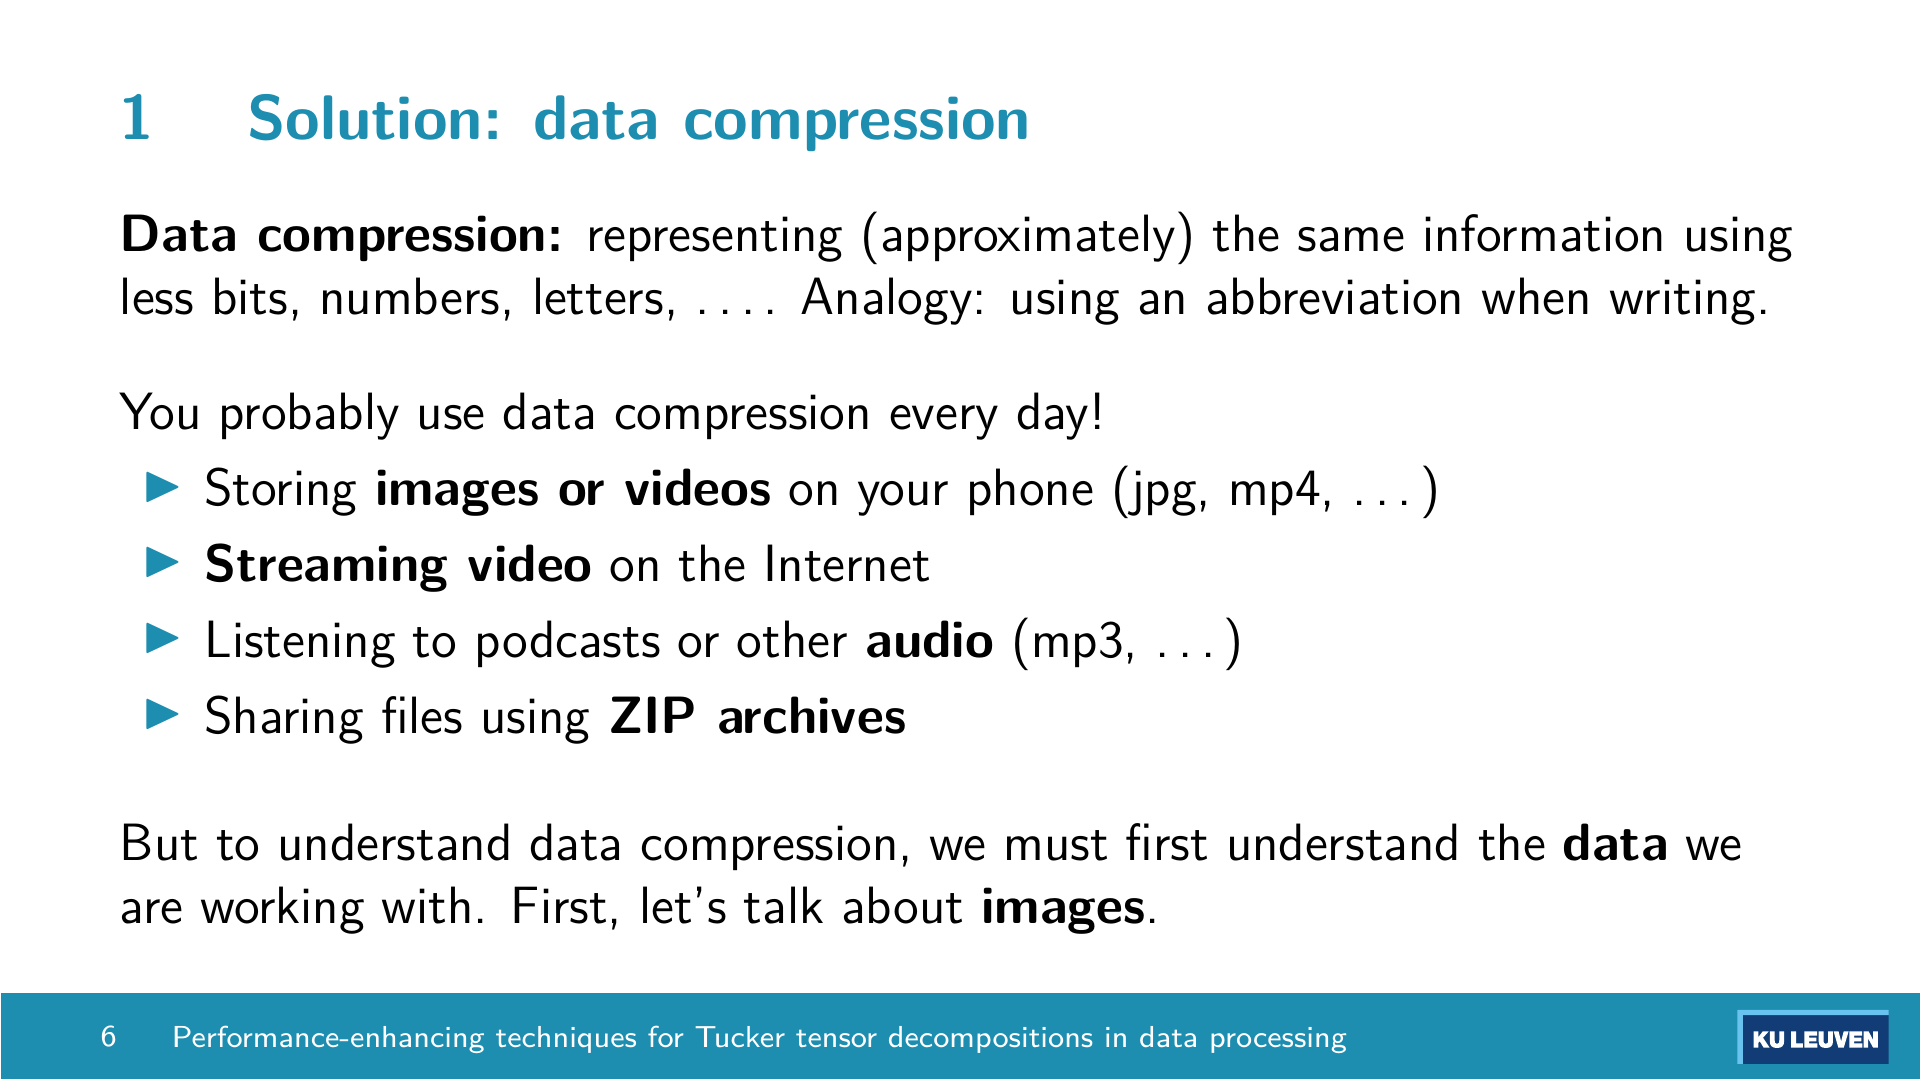 1 Solution: data compression
Data compression: representing (approximately) the same information using
less bits, numbers, letters, .... Analogy: using an abbreviation when writing.
You probably use data compression every day!
▶ Storing images or videos on your phone (jpg, mp4, ...)
▶ Streaming video on the Internet
▶ Listening to podcasts or other audio (mp3, ...)
▶ Sharing files using ZIP archives
But to understand data compression, we must first understand the data we
are working with. First, let's talk about images.
6 Performance-enhancing techniques for Tucker tensor decompositions in data processing
KU LEUVEN